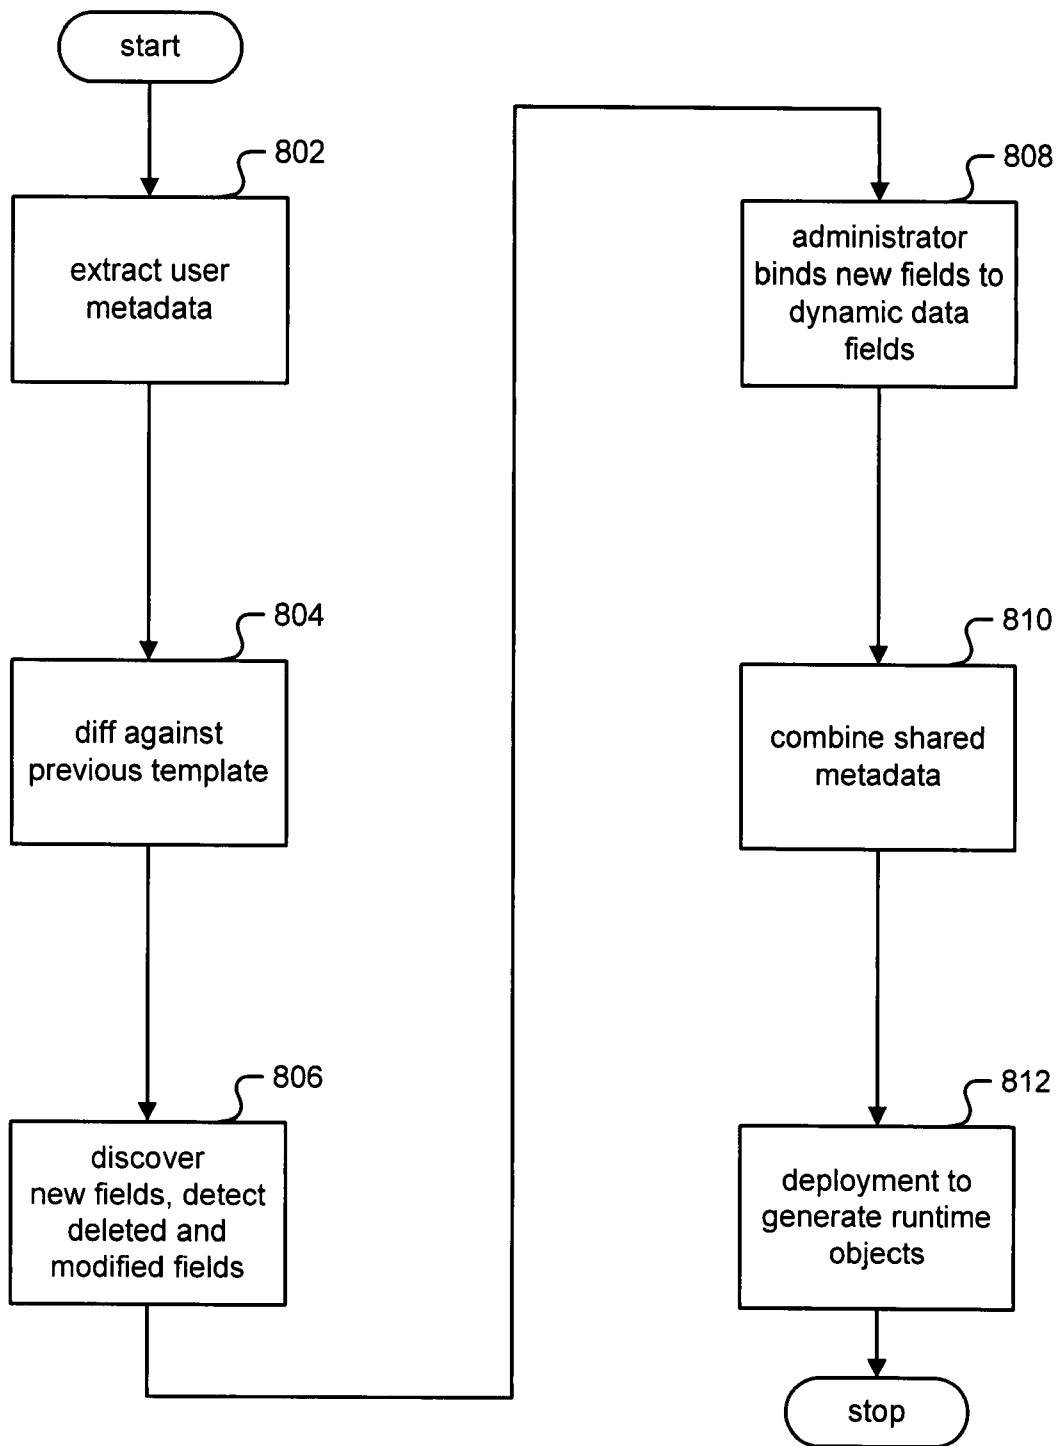 start
802
extract user
metadata
804
diff against
previous template
806
discover
new fields, detect
deleted and
modified fields
808
administrator
binds new fields to
dynamic data
fields
810
combine shared
metadata
812
deployment to
generate runtime
objects
stop